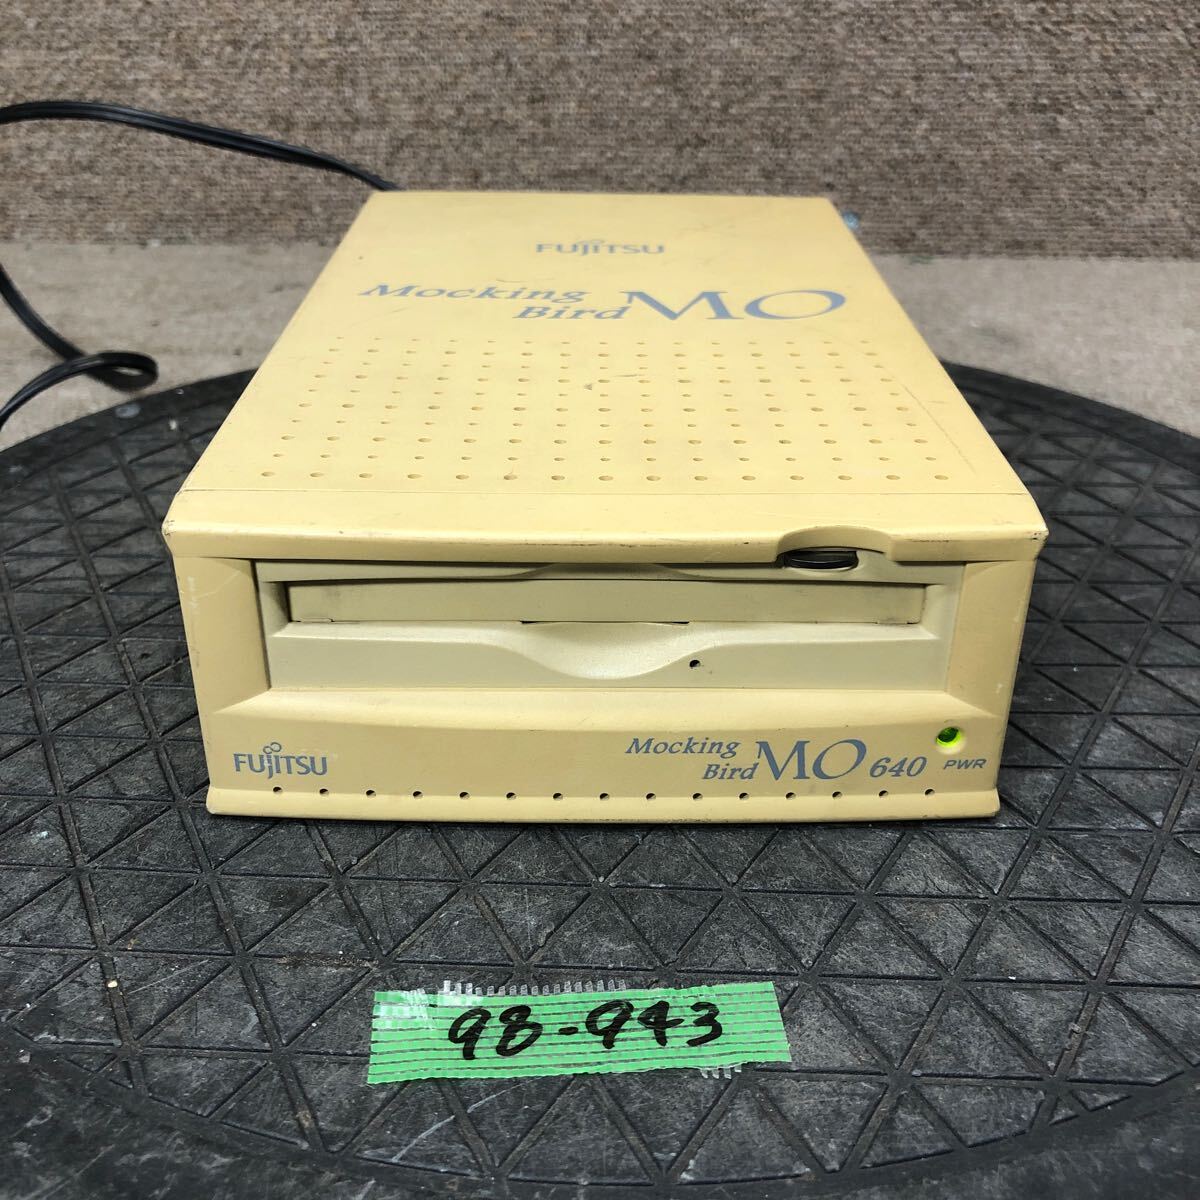 FUJITSU
Mocking
Bird MO
FUJITSU
Mocking
Bird MO 640
PWR
98-943